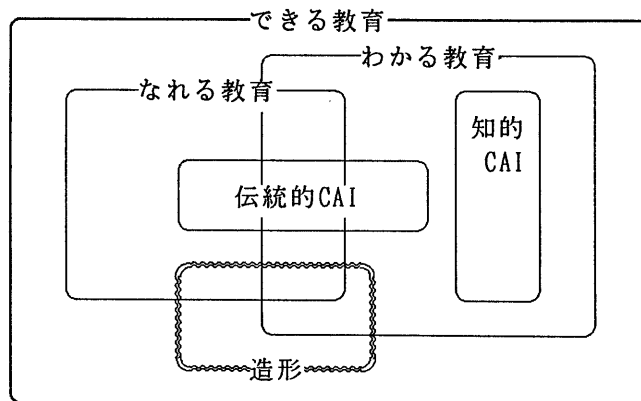 できる教育
わかる教育
なれる教育
知的
CAI
伝統的CAI
造形